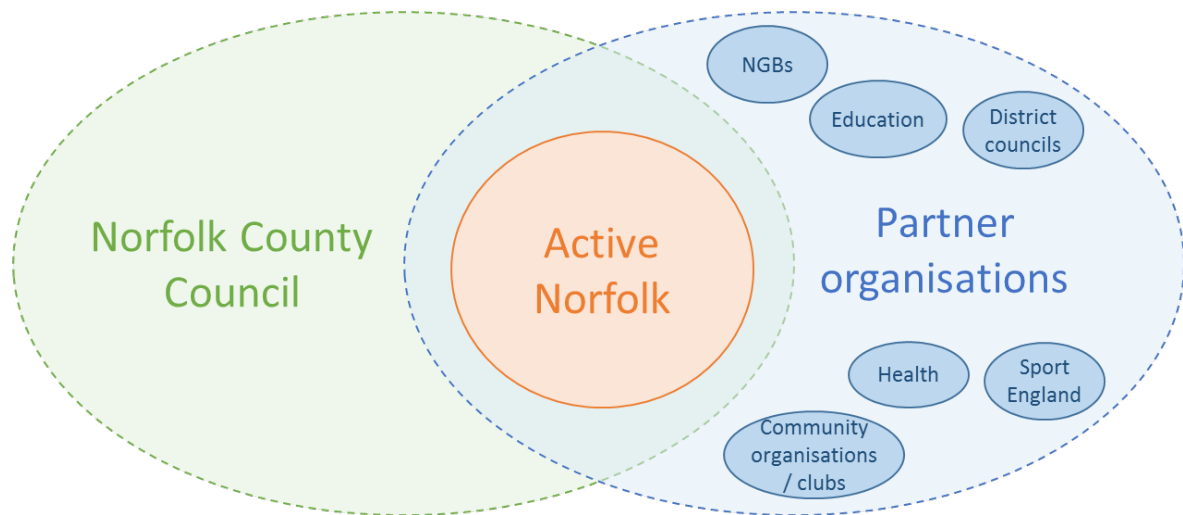 Norfolk County
Council
Active
Norfolk
Partner
organisations
NGBs
Education
District
councils
Health
Sport
England
Community
organisations
/ clubs